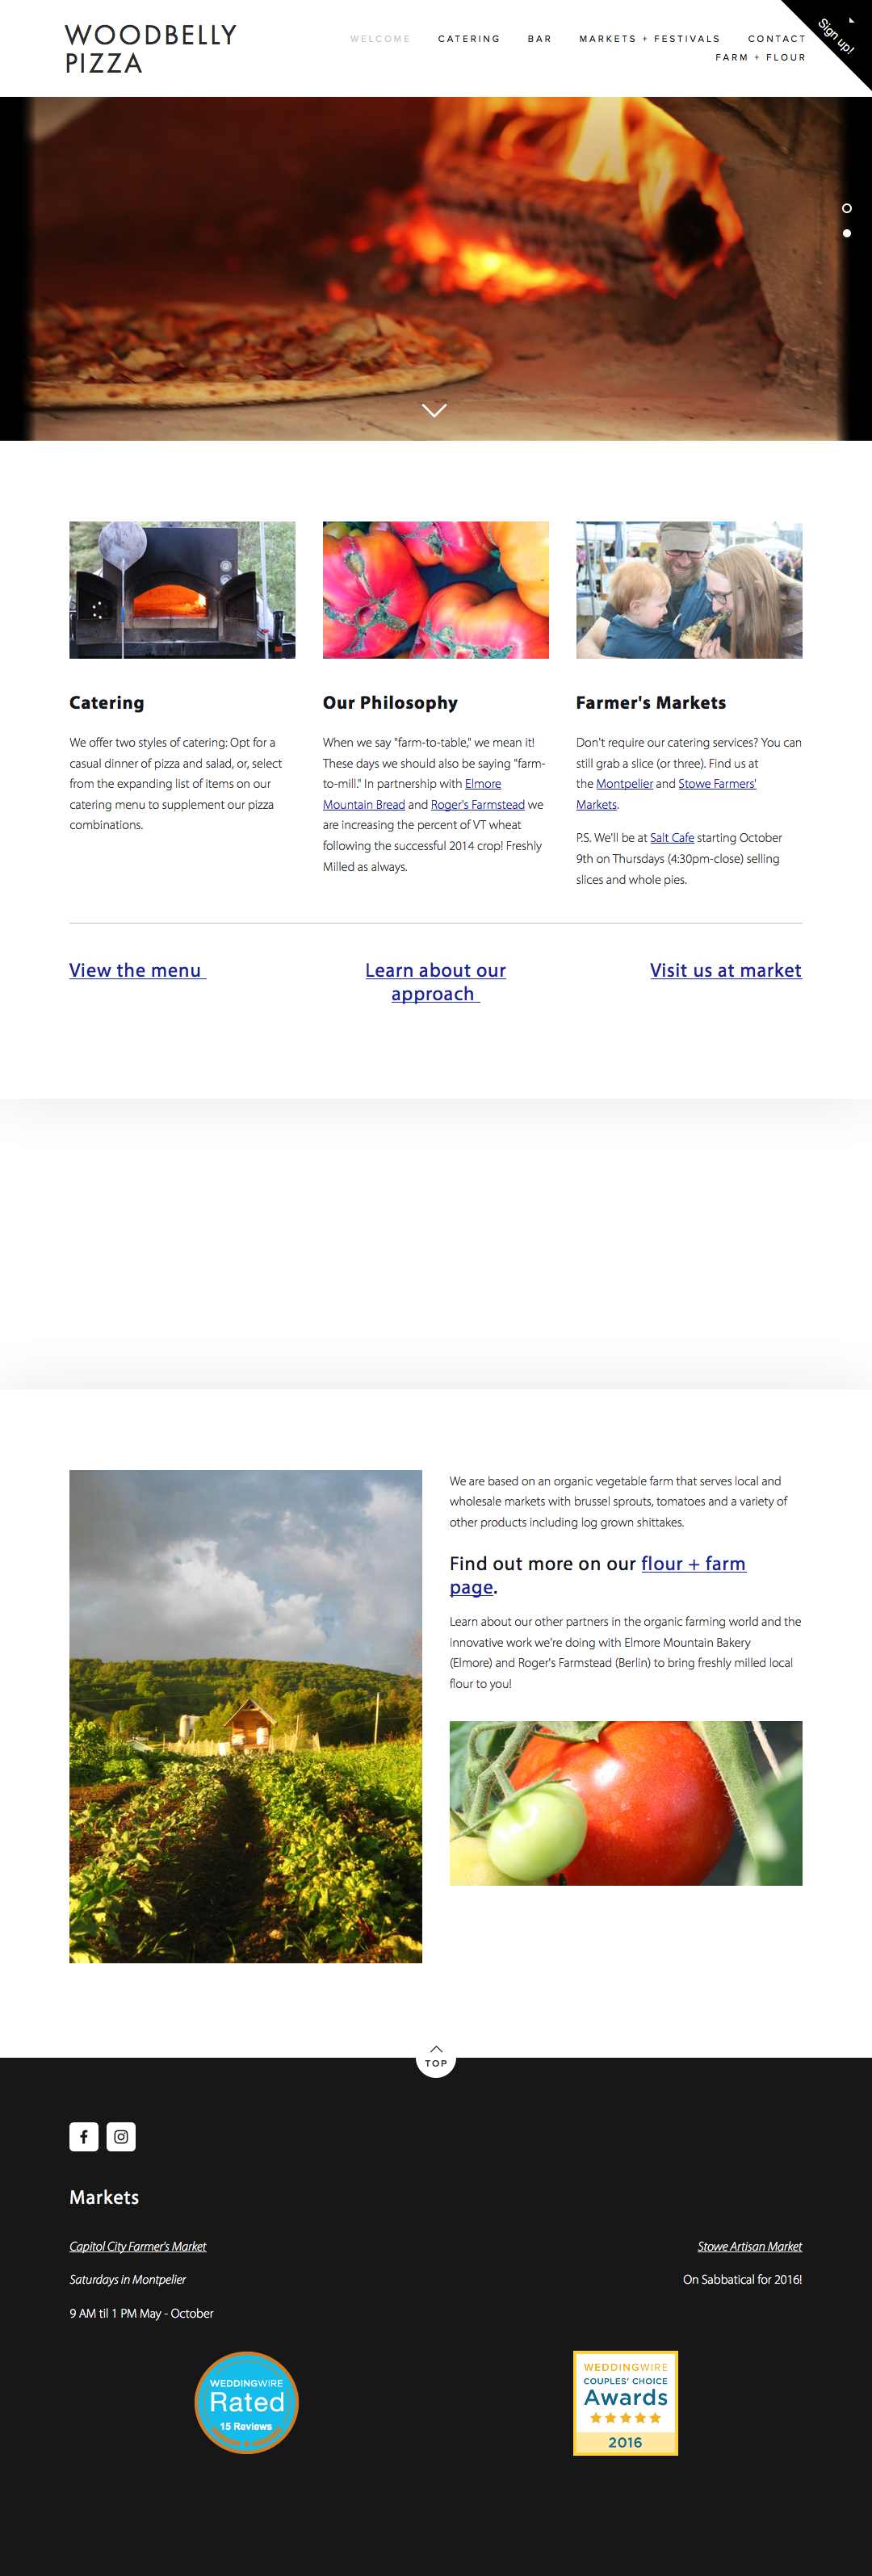 WOODBELLY
PIZZA
WELCOME CATERING BAR MARKETS + FESTIVALS CONTACT
FARM + FLOUR
Sign up!
Catering
We offer two styles of catering: Opt for a
casual dinner of pizza and salad, or, select
from the expanding list of items on our
catering menu to supplement our pizza
combinations.
Our Philosophy
When we say "farm-to-table," we mean it!
These days we should also be saying "farm-
to-mill." In partnership with Elmore
Mountain Bread and Roger's Farmstead we
are increasing the percent of VT wheat
following the successful 2014 crop! Freshly
Milled as always.
Farmer's Markets
Don't require our catering services? You can
still grab a slice (or three). Find us at
the Montpelier and Stowe Farmers'
Markets.
P.S. We'll be at Salt Cafe starting October
9th on Thursdays (4:30pm-close) selling
slices and whole pies.
View the menu
Learn about our
approach
Visit us at market
We are based on an organic vegetable farm that serves local and
wholesale markets with brussel sprouts, tomatoes and a variety of
other products including log grown shittakes.
Find out more on our flour + farm
page.
Learn about our other partners in the organic farming world and the
innovative work we're doing with Elmore Mountain Bakery
(Elmore) and Roger's Farmstead (Berlin) to bring freshly milled local
flour to you!
TOP
Markets
Capitol City Farmer's Market
Saturdays in Montpelier
9 AM til 1 PM May - October
Stowe Artisan Market
On Sabbatical for 2016!
WEDDINGWIRE
Rated
15 Reviews
WEDDINGWIRE
COUPLES' CHOICE
Awards
2016